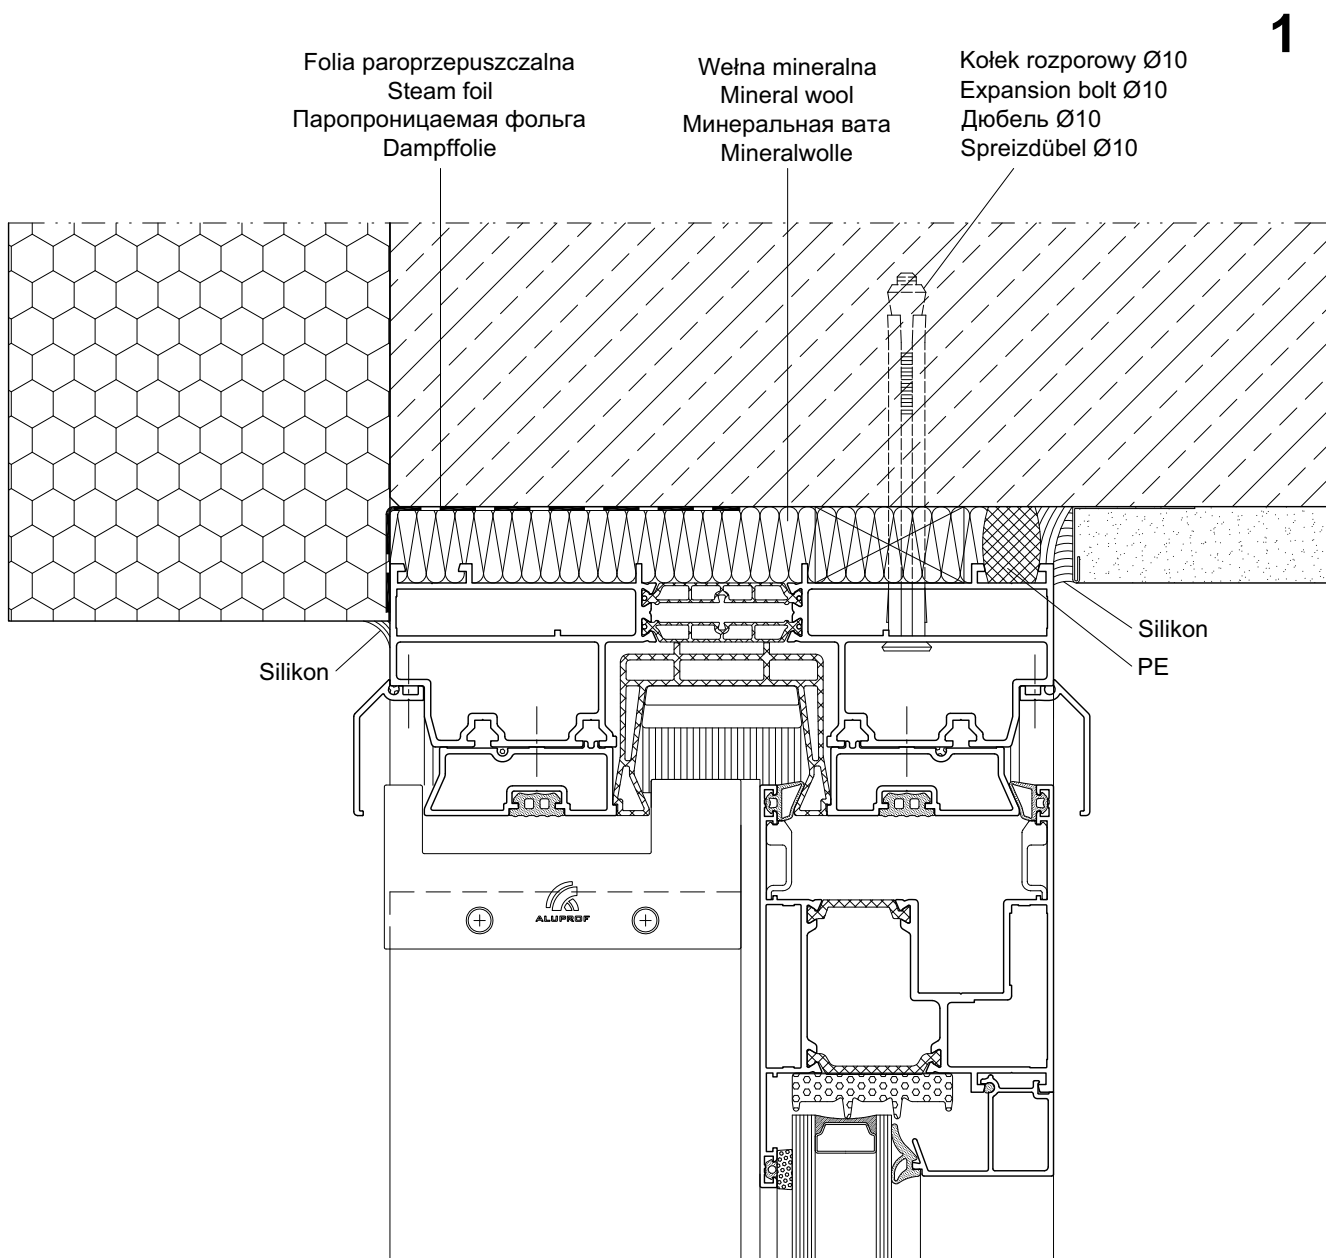 1
Folia paroprzepuszczalna
Steam foil
Паропроницаемая фольга
Dampffolie
Wełna mineralna
Mineral wool
Минеральная вата
Mineralwolle
Kołek rozporowy Ø10
Expansion bolt Ø10
Дюбель Ø10
Spreizdübel Ø10
Silikon
PE
Silikon
ALUPROF